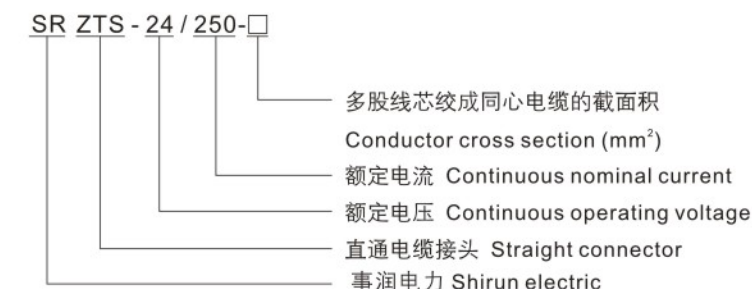 SR ZTS - 24 / 250-□
多股线芯绞成同心电缆的截面积
Conductor cross section (mm²)
额定电流 Continuous nominal current
额定电压 Continuous operating voltage
直通电缆接头 Straight connector
事润电力 Shirun electric